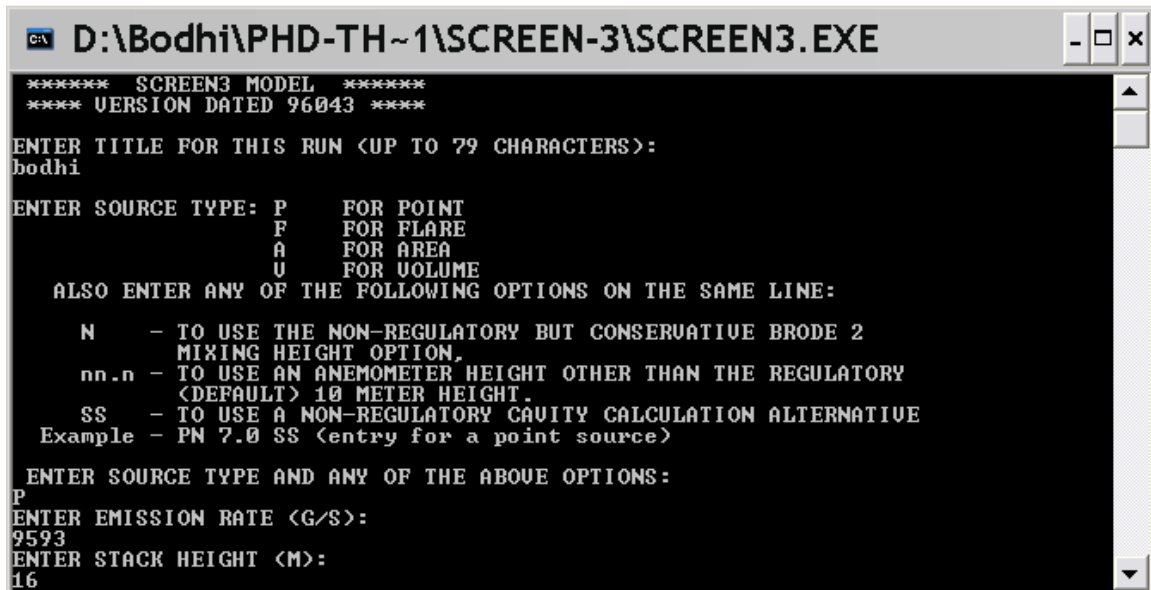 D:\Bodhi\PHD-TH~1\SCREEN-3\SCREEN3.EXE
****** SCREEN3 MODEL ******
**** VERSION DATED 96043 ****
ENTER TITLE FOR THIS RUN (UP TO 79 CHARACTERS):
bodhi
ENTER SOURCE TYPE: P FOR POINT
F FOR FLARE
A FOR AREA
V FOR VOLUME
ALSO ENTER ANY OF THE FOLLOWING OPTIONS ON THE SAME LINE:
N - TO USE THE NON-REGULATORY BUT CONSERVATIVE BRODE 2
MIXING HEIGHT OPTION,
nn.n - TO USE AN ANEMOMETER HEIGHT OTHER THAN THE REGULATORY
(DEFAULT) 10 METER HEIGHT.
SS - TO USE A NON-REGULATORY CAVITY CALCULATION ALTERNATIVE
Example - PN 7.0 SS (entry for a point source)
ENTER SOURCE TYPE AND ANY OF THE ABOVE OPTIONS:
P
ENTER EMISSION RATE (G/S):
9593
ENTER STACK HEIGHT (M):
16